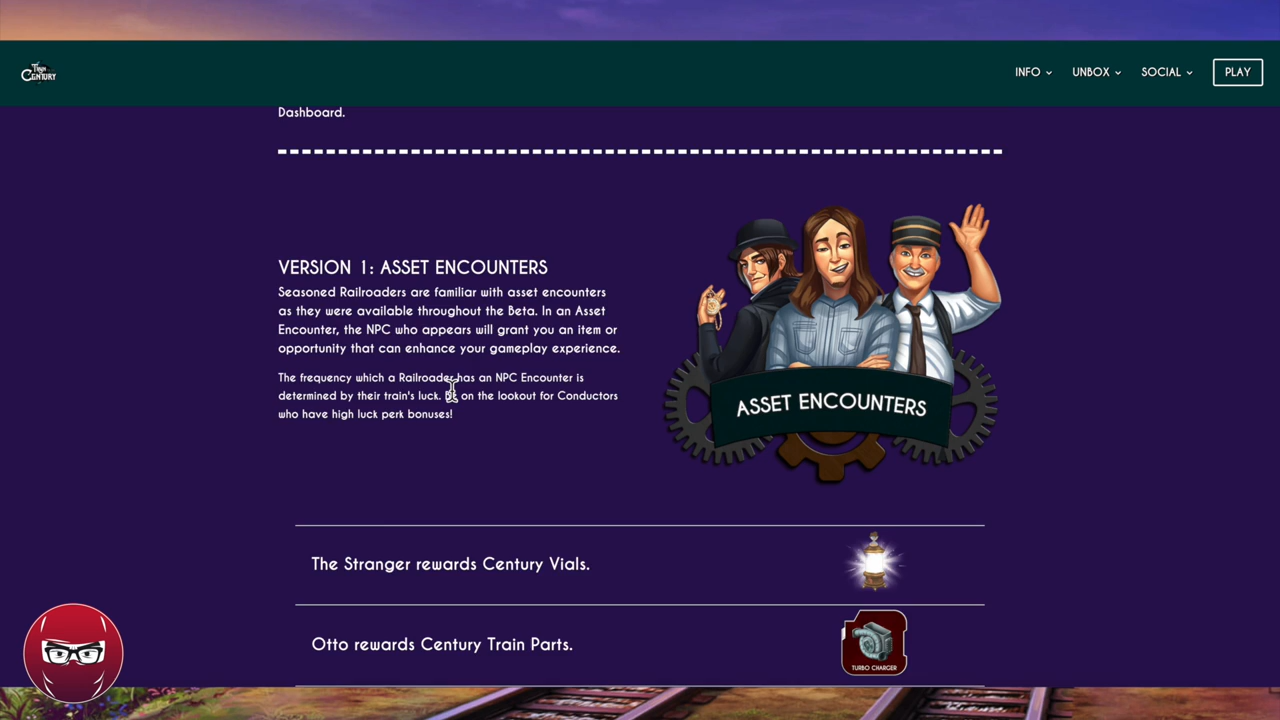 TRAIN
CENTURY
INFO
UNBOX
SOCIAL
PLAY
Dashboard.
VERSION 1: ASSET ENCOUNTERS
Seasoned Railroaders are familiar with asset encounters
as they were available throughout the Beta. In an Asset
Encounter, the NPC who appears will grant you an item or
opportunity that can enhance your gameplay experience.
The frequency which a Railroader has an NPC Encounter is
determined by their train's luck. Be on the lookout for Conductors
who have high luck perk bonuses!
ASSET ENCOUNTERS
The Stranger rewards Century Vials.
Otto rewards Century Train Parts.
TURBO CHARGER